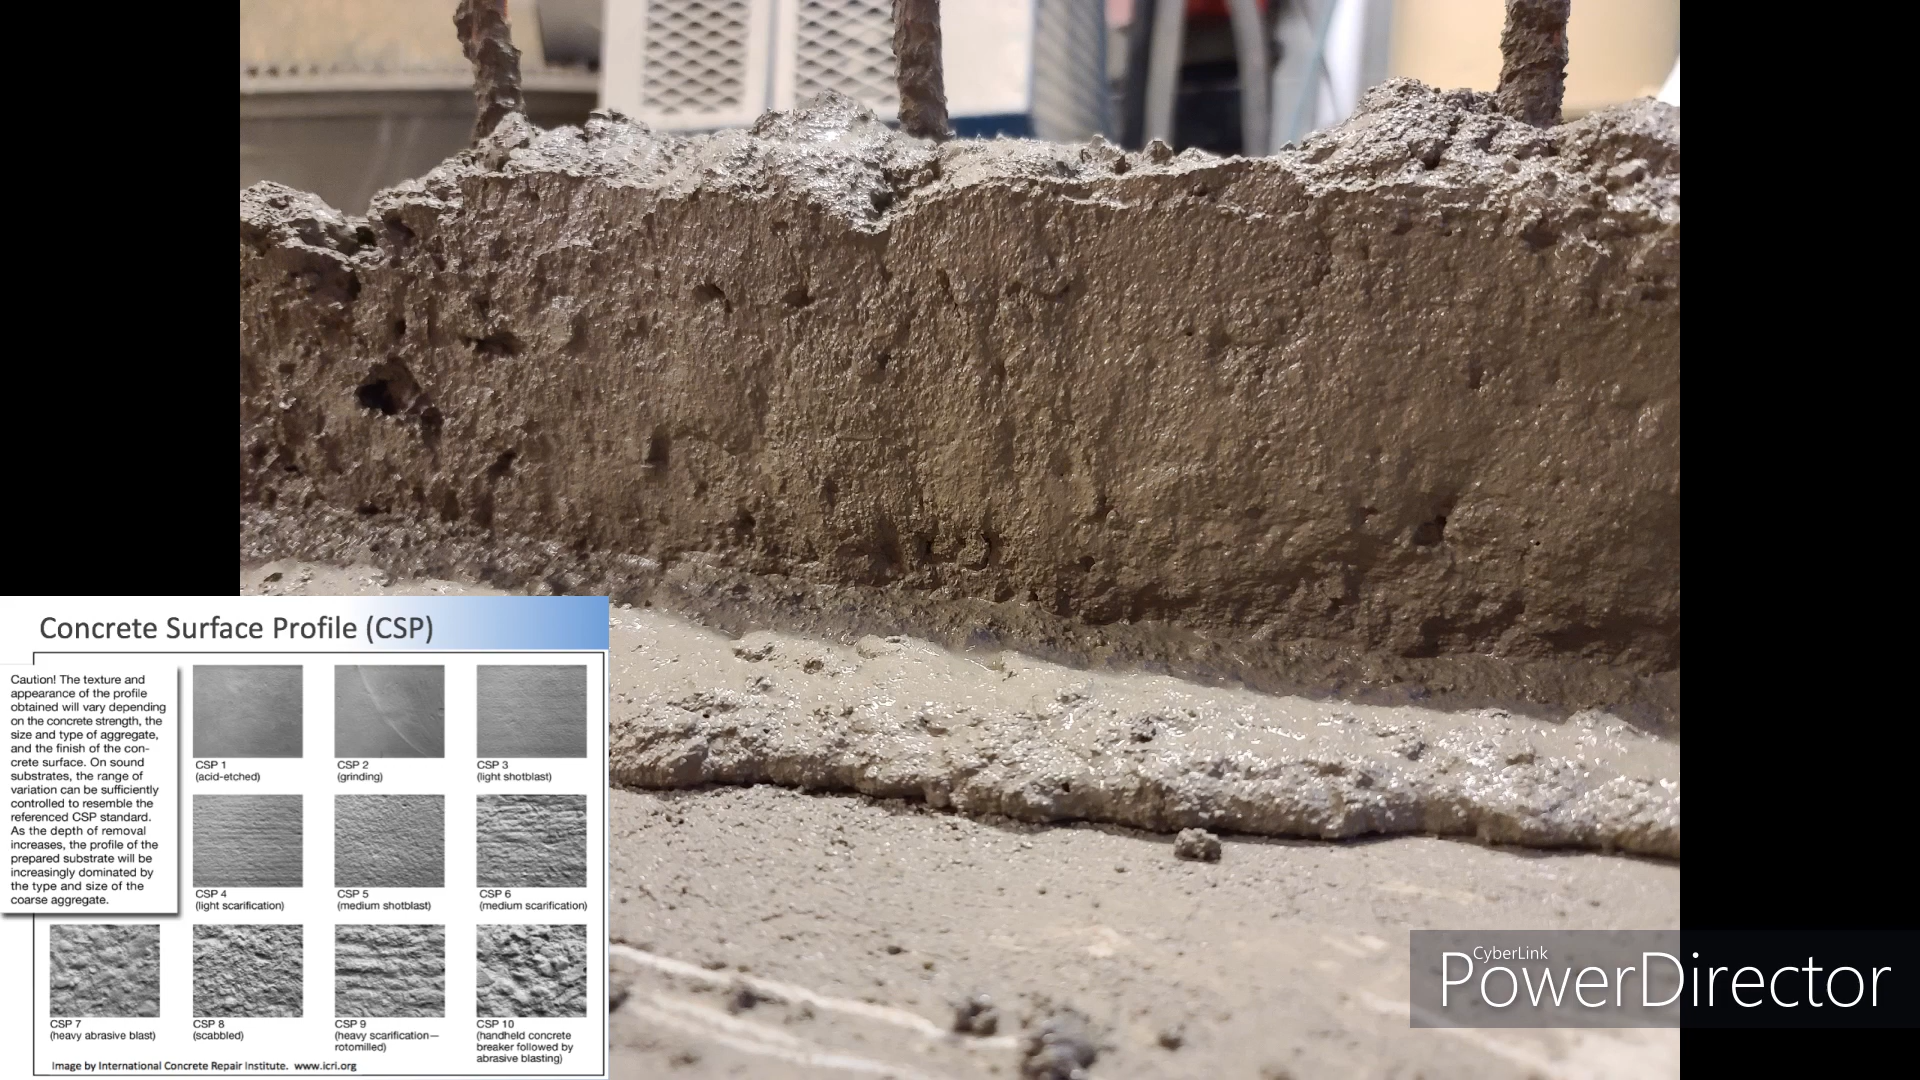 Concrete Surface Profile (CSP)
Caution! The texture and
appearance of the profile
obtained will vary depending
on the concrete strength, the
size and type of aggregate,
and the finish of the con-
crete surface. On sound
substrates, the range of
variation can be sufficiently
controlled to resemble the
referenced CSP standard.
As the depth of removal
increases, the profile of the
prepared substrate will be
increasingly dominated by
the type and size of the
coarse aggregate.
CSP 1
(acid-etched)
CSP 2
(grinding)
CSP 3
(light shotblast)
CSP 4
(light scarification)
CSP 5
(medium shotblast)
CSP 6
(medium scarification)
CSP 7
(heavy abrasive blast)
CSP 8
(scabbled)
CSP 9
(heavy scarification—
rotomilled)
CSP 10
(handheld concrete
breaker followed by
abrasive blasting)
Image by International Concrete Repair Institute. www.icri.org
CyberLink
PowerDirector